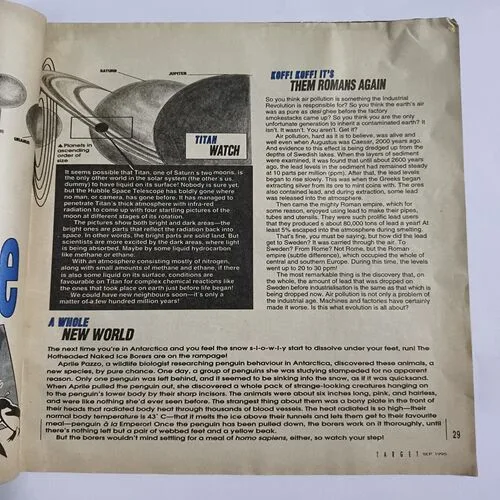 SATURN
JUPITER
URANUS
▲ Planets in
ascending
order of
size
TITAN
WATCH
It seems possible that Titan, one of Saturn's two moons, is
the only other world in the solar system (the other's us,
dummy) to have liquid on its surface! Nobody is sure yet,
but the Hubble Space Telescope has boldly gone where
no man, or camera, has gone before. It has managed to
penetrate Titan's thick atmosphere with infra-red
radiation to come up with four startling pictures of the
moon at different stages of its rotation.
The pictures show both bright and dark areas—the
bright ones are parts that reflect the radiation back into
space. In other words, the bright parts are solid land. But
scientists are more excited by the dark areas, where light
is being absorbed. Maybe by some liquid hydrocarbon
like methane or ethane.
With an atmosphere consisting mostly of nitrogen,
along with small amounts of methane and ethane, if there
is also some liquid on its surface, conditions are
favourable on Titan for complex chemical reactions like
the ones that took place on earth just before life began!
We could have new neighbours soon—it's only a
matter of a few hundred million years!
KOFF! KOFF! IT'S
THEM ROMANS AGAIN
So you think air pollution is something the Industrial
Revolution is responsible for? So you think the earth's air
was as pure as desi ghee before the factory
smokestacks came up? So you think you are the only
unfortunate generation to inherit a contaminated earth? It
isn't. It wasn't. You aren't. Get it?
Air pollution, hard as it is to believe, was alive and
well even when Augustus was Caesar, 2000 years ago.
And evidence to this effect is being dredged up from the
depths of Swedish lakes. When the layers of sediment
were examined, it was found that until about 2600 years
ago, the lead levels in the sediment had remained steady
at 10 parts per million (ppm). After that, the lead levels
began to rise slowly. This was when the Greeks began
extracting silver from its ore to mint coins with. The ores
also contained lead, and during extraction, some lead
was released into the atmosphere.
Then came the mighty Roman empire, which for
some reason, enjoyed using lead to make their pipes,
tubes and utensils. They were such prolific lead users
that they produced a about 80,000 tons of lead a year! At
least 5% escaped into the atmosphere during smelting.
That's fine, you must be saying, but how did the lead
get to Sweden? It was carried through the air. To
Sweden? From Rome? Not Rome, but the Roman
empire (subtle difference), which occupied the whole of
central and southern Europe. During this time, the levels
went up to 20 to 30 ppm!
The most remarkable thing is the discovery that, on
the whole, the amount of lead that was dropped on
Sweden before industrialisation is the same as that which is
being dropped now. Air pollution is not only a problem of
the industrial age. Machines and factories have certainly
made it worse. Is this what evolution is all about?
A WHOLE
NEW WORLD
The next time you're in Antarctica and you feel the snow s-l-o-w-l-y start to dissolve under your feet, run! The
Hotheaded Naked Ice Borers are on the rampage!
Aprile Pazzo, a wildlife biologist researching penguin behaviour in Antarctica, discovered these animals, a
new species, by pure chance. One day, a group of penguins she was studying stampeded for no apparent
reason. Only one penguin was left behind, and it seemed to be sinking into the snow, as if it was quicksand.
When Aprile pulled the penguin out, she discovered a whole pack of strange-looking creatures hanging on
to the penguin's lower body by their sharp incisors. The animals were about six inches long, pink, and hairless,
and were like nothing she'd ever seen before. The strangest thing about them was a bony plate in the front of
their heads that radiated body heat through thousands of blood vessels. The heat radiated is so high—their
normal body temperature is 43° C—that it melts the ice above their tunnels and lets them get to their favourite
meal—penguin à la Emperor! Once the penguin has been pulled down, the borers work on it thoroughly, until
there's nothing left but a pair of webbed feet and a yellow beak.
But the borers wouldn't mind settling for a meal of homo sapiens, either, so watch your step!
29
TARGET SEP 1995